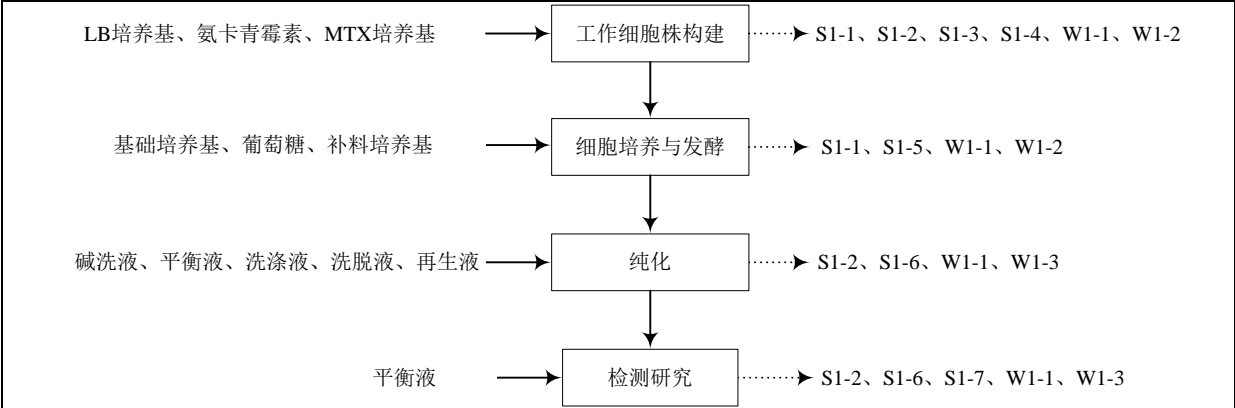 LB培养基、氨卡青霉素、MTX培养基 工作细胞株构建 S1-1、S1-2、S1-3、S1-4、W1-1、W1-2
基础培养基、葡萄糖、补料培养基 细胞培养与发酵 S1-1、S1-5、W1-1、W1-2
碱洗液、平衡液、洗涤液、洗脱液、再生液 纯化 S1-2、S1-6、W1-1、W1-3
平衡液 检测研究 S1-2、S1-6、S1-7、W1-1、W1-3